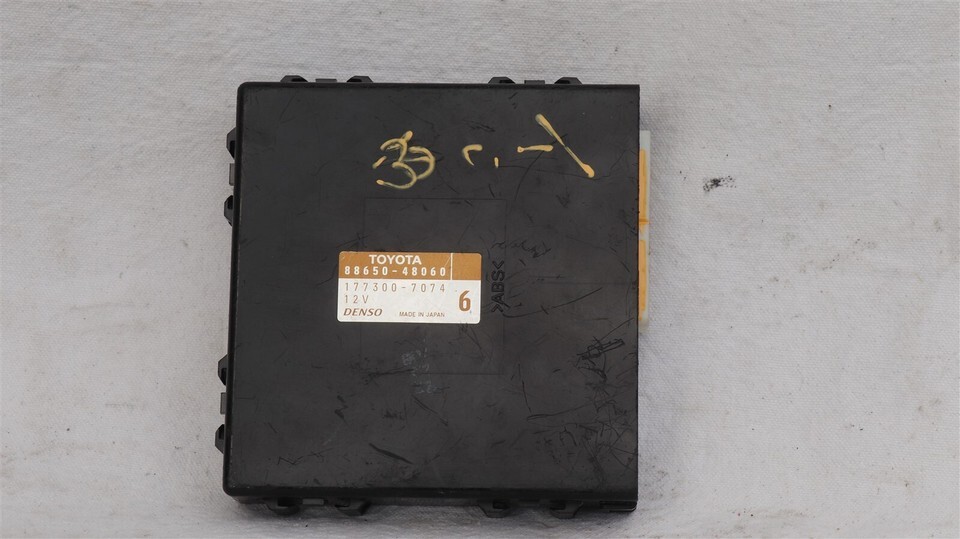 TOYOTA
88650-48060
177300-7074
12V
6
DENSO MADE IN JAPAN
>ABS<